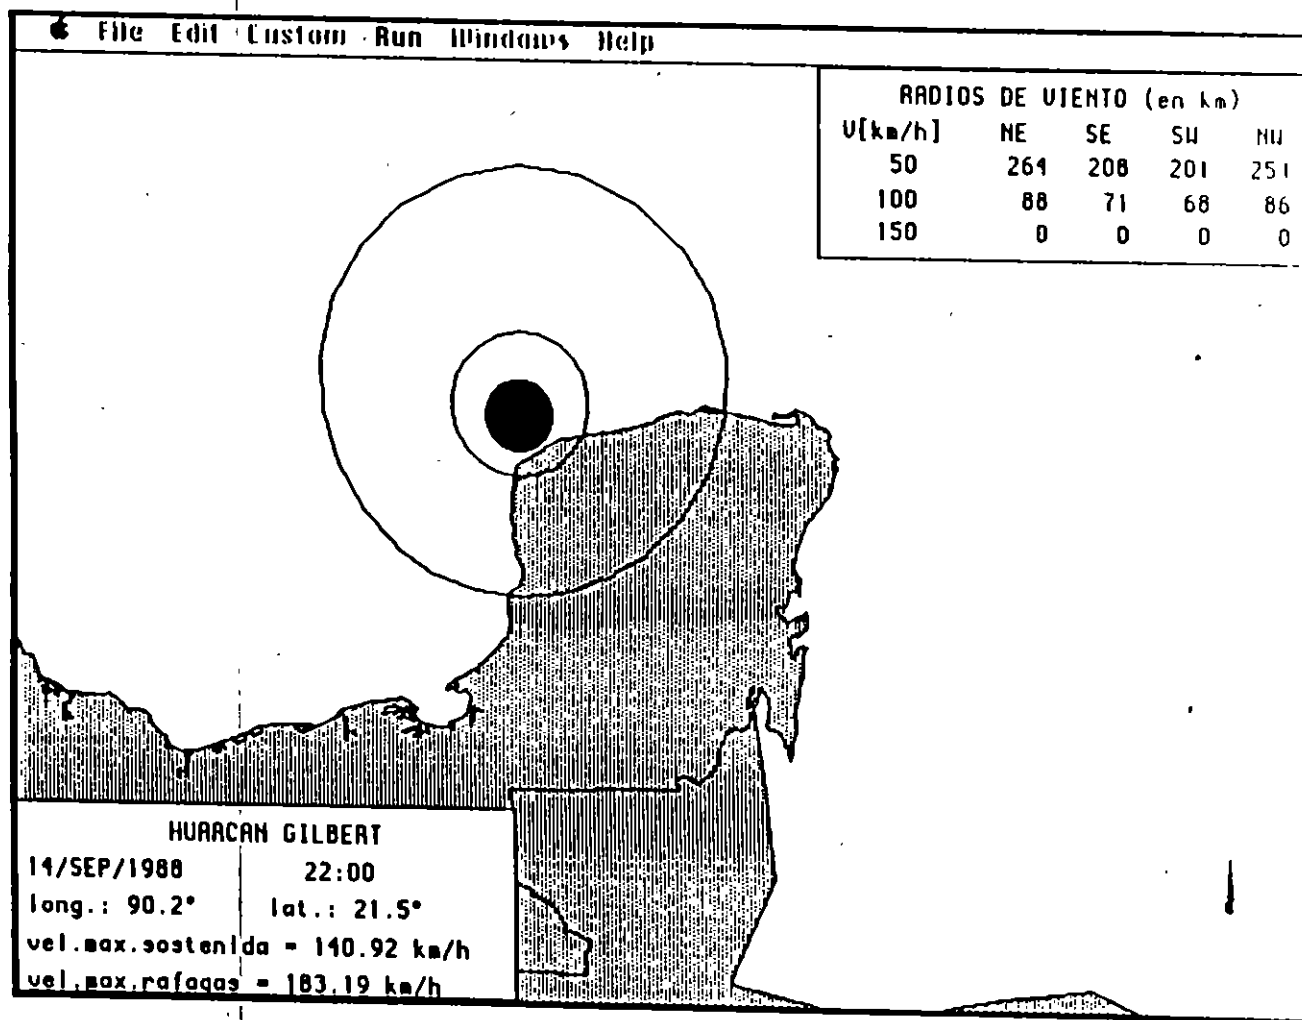 File Edit Custom Run Windows Help
RADIOS DE VIENTO (en km)
V[km/h] NE SE SW NW
50 264 208 201 251
100 88 71 68 86
150 0 0 0 0
HURACAN GILBERT
14/SEP/1988 22:00
long.: 90.2° lat.: 21.5°
vel.max.sostenida = 140.92 km/h
vel.max.rafagas = 183.19 km/h